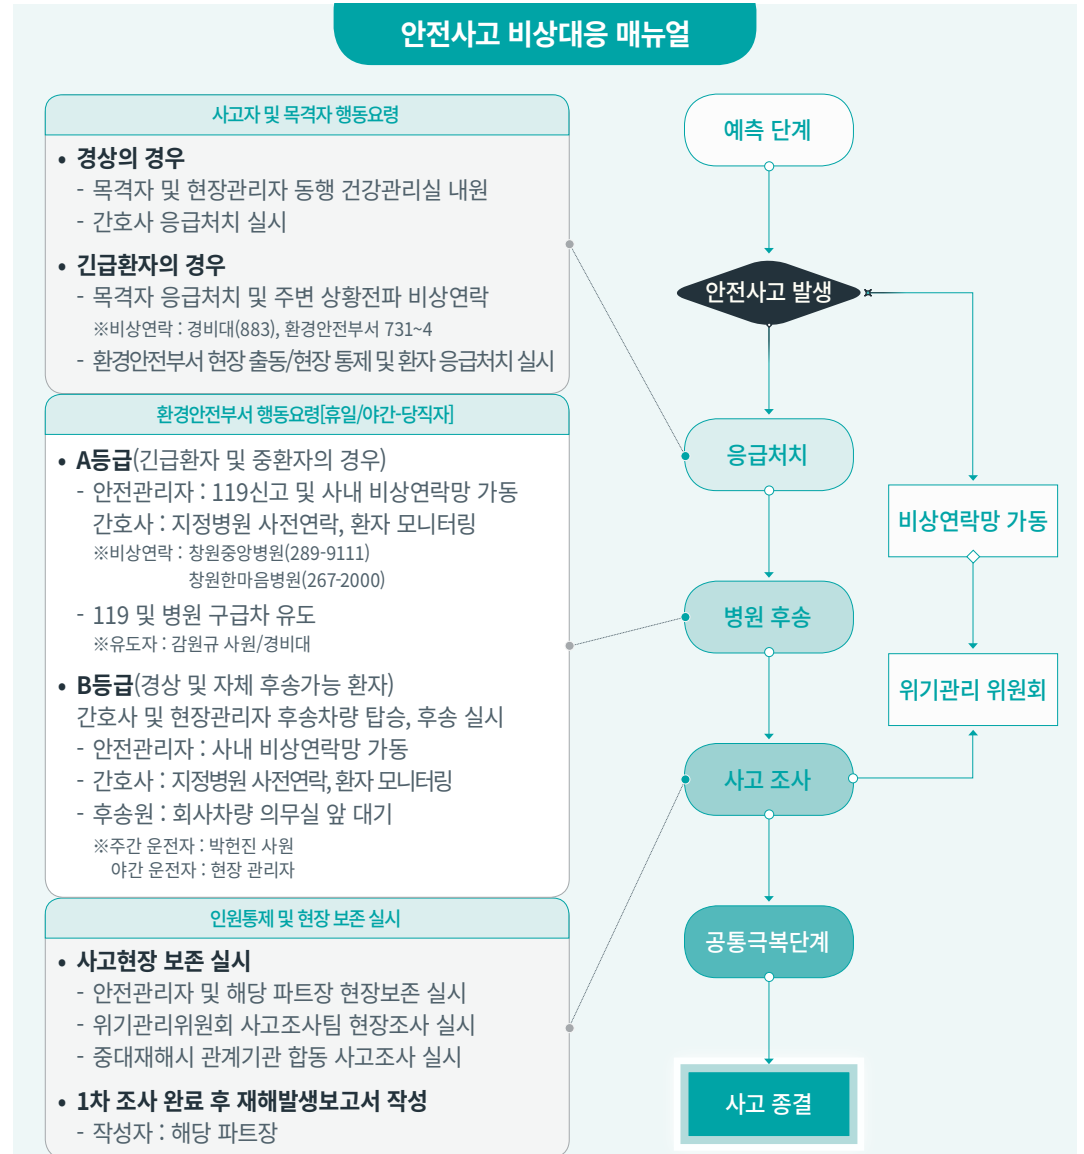 안전사고 비상대응 매뉴얼
사고자 및 목격자 행동요령
• 경상의 경우
- 목격자 및 현장관리자 동행 건강관리실 내원
- 간호사 응급처치 실시
• 긴급환자의 경우
- 목격자 응급처치 및 주변 상황전파 비상연락
※비상연락 : 경비대(883), 환경안전부서 731~4
- 환경안전부서 현장 출동/현장 통제 및 환자 응급처치 실시
환경안전부서 행동요령[휴일/야간-당직자]
• A등급(긴급환자 및 중환자의 경우)
- 안전관리자 : 119신고 및 사내 비상연락망 가동
간호사 : 지정병원 사전연락, 환자 모니터링
※비상연락 : 창원중앙병원(289-9111)
창원한마음병원(267-2000)
- 119 및 병원 구급차 유도
※유도자 : 감원규 사원/경비대
• B등급(경상 및 자체 후송가능 환자)
간호사 및 현장관리자 후송차량 탑승, 후송 실시
- 안전관리자 : 사내 비상연락망 가동
- 간호사 : 지정병원 사전연락, 환자 모니터링
- 후송원 : 회사차량 의무실 앞 대기
※주간 운전자 : 박헌진 사원
야간 운전자 : 현장 관리자
인원통제 및 현장 보존 실시
• 사고현장 보존 실시
- 안전관리자 및 해당 파트장 현장보존 실시
- 위기관리위원회 사고조사팀 현장조사 실시
- 중대재해시 관계기관 합동 사고조사 실시
• 1차 조사 완료 후 재해발생보고서 작성
- 작성자 : 해당 파트장
예측 단계
안전사고 발생
응급처치
비상연락망 가동
병원 후송
위기관리 위원회
사고 조사
공통극복단계
사고 종결